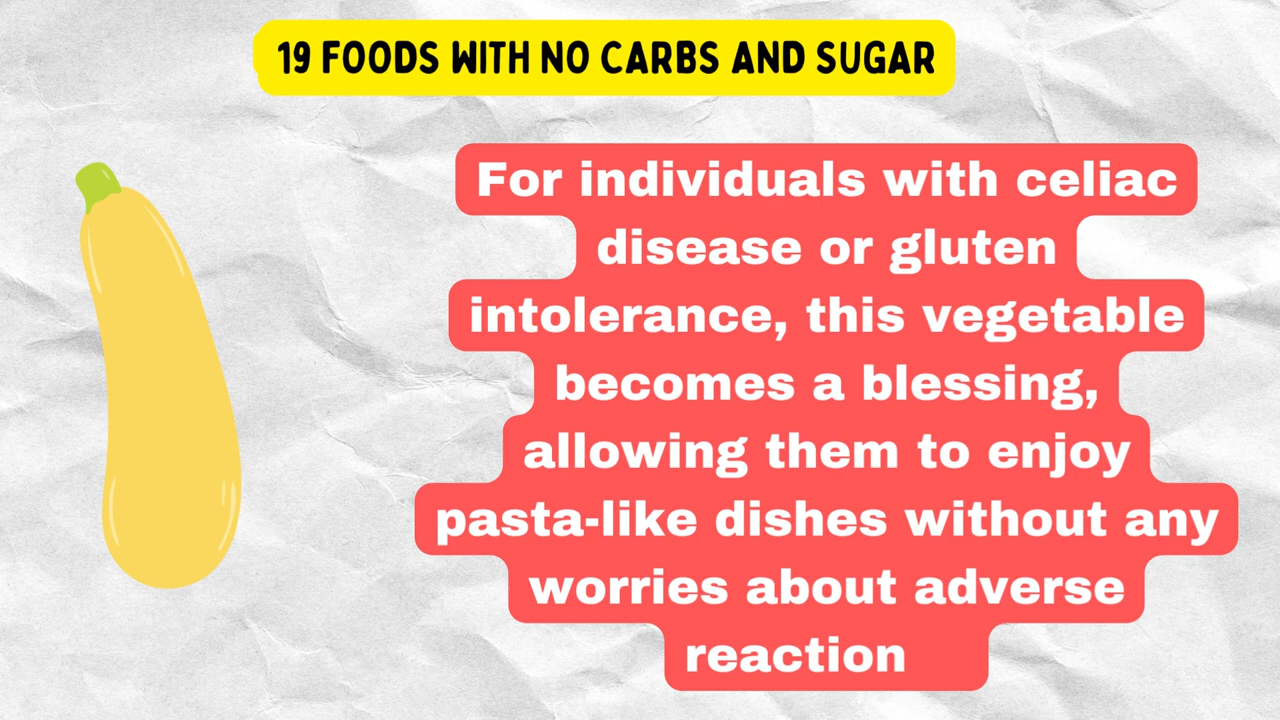 19 FOODS WITH NO CARBS AND SUGAR
For individuals with celiac
disease or gluten
intolerance, this vegetable
becomes a blessing,
allowing them to enjoy
pasta-like dishes without any
worries about adverse
reaction